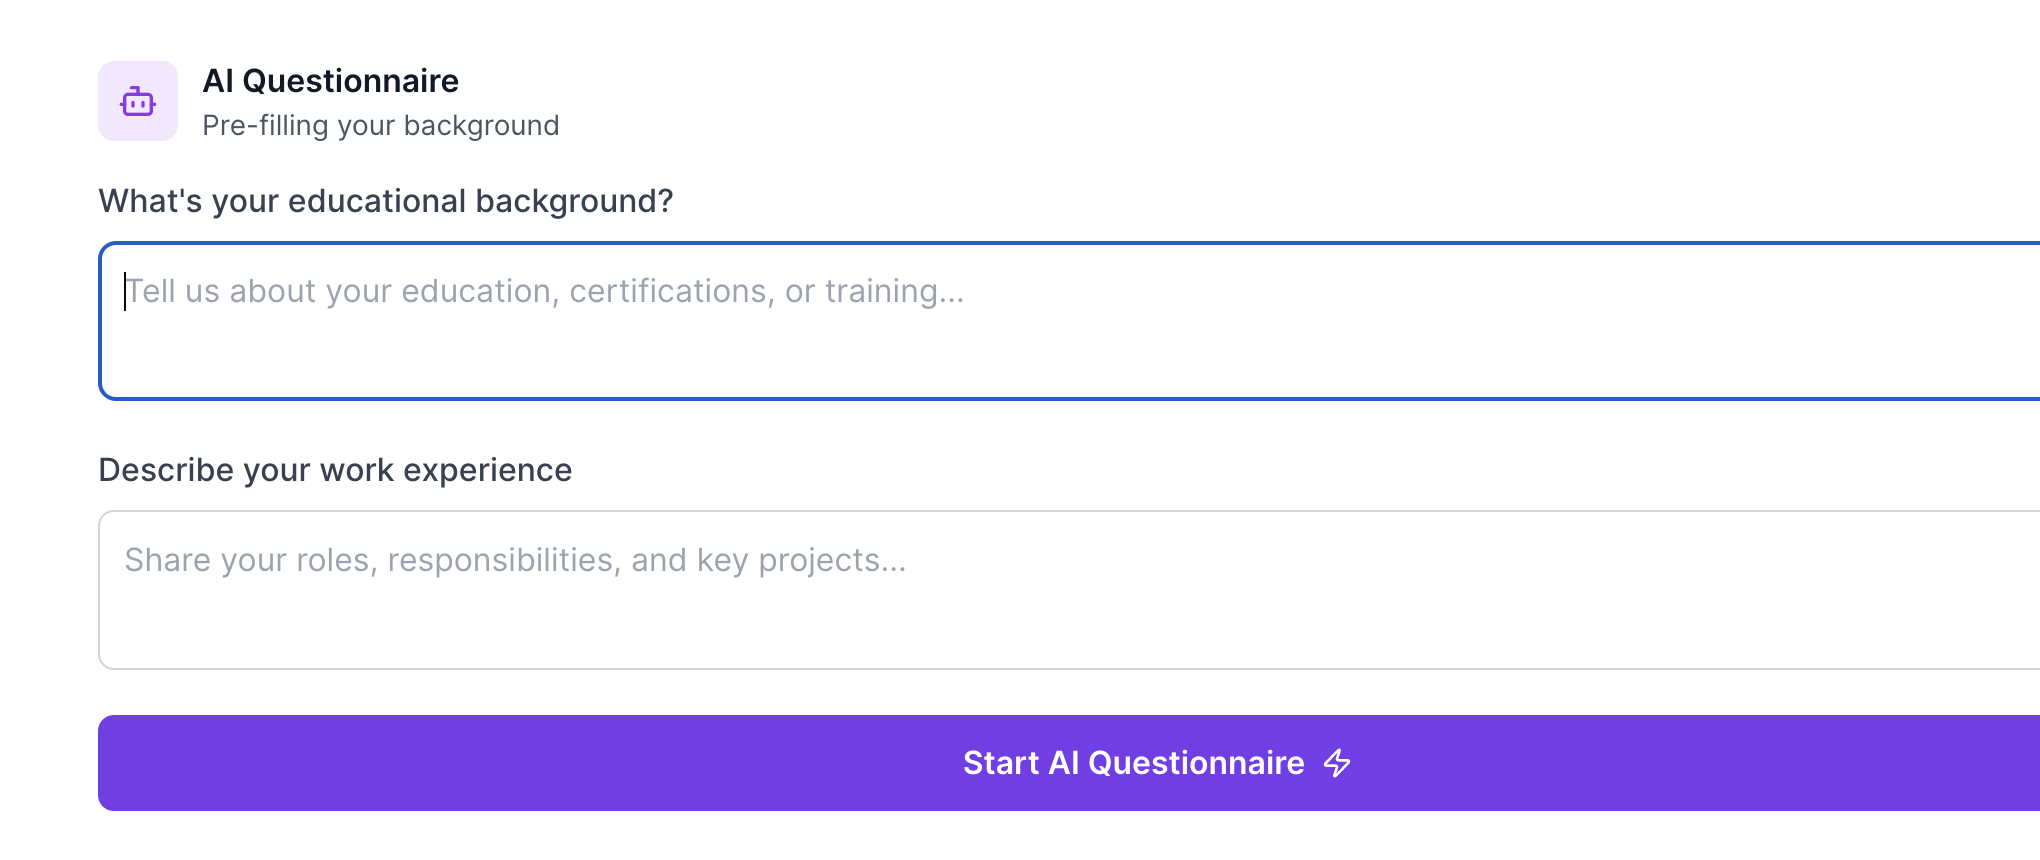 AI Questionnaire
Pre-filling your background
What's your educational background?
Tell us about your education, certifications, or training...
Describe your work experience
Share your roles, responsibilities, and key projects...
Start AI Questionnaire